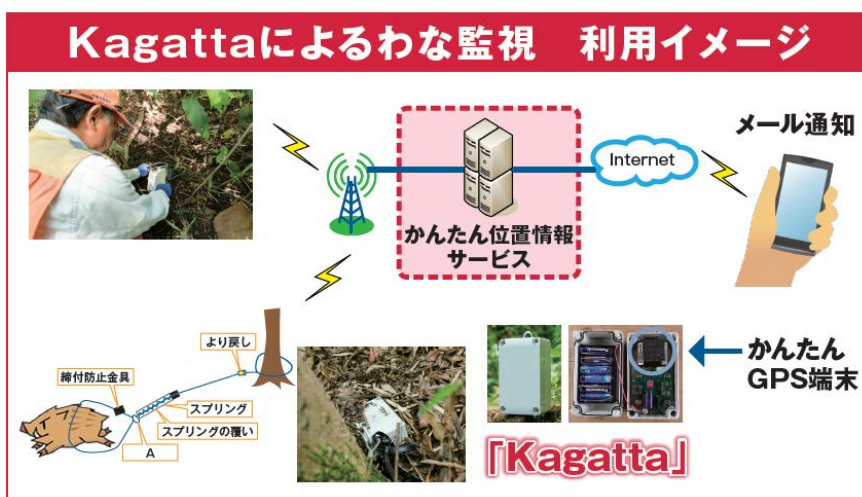 Kagattaによるわな監視　利用イメージ
メール通知
Internet
かんたん位置情報
サービス
より戻し
締付防止金具
スプリング
スプリングの覆い
A
かんたん
GPS端末
「Kagatta」